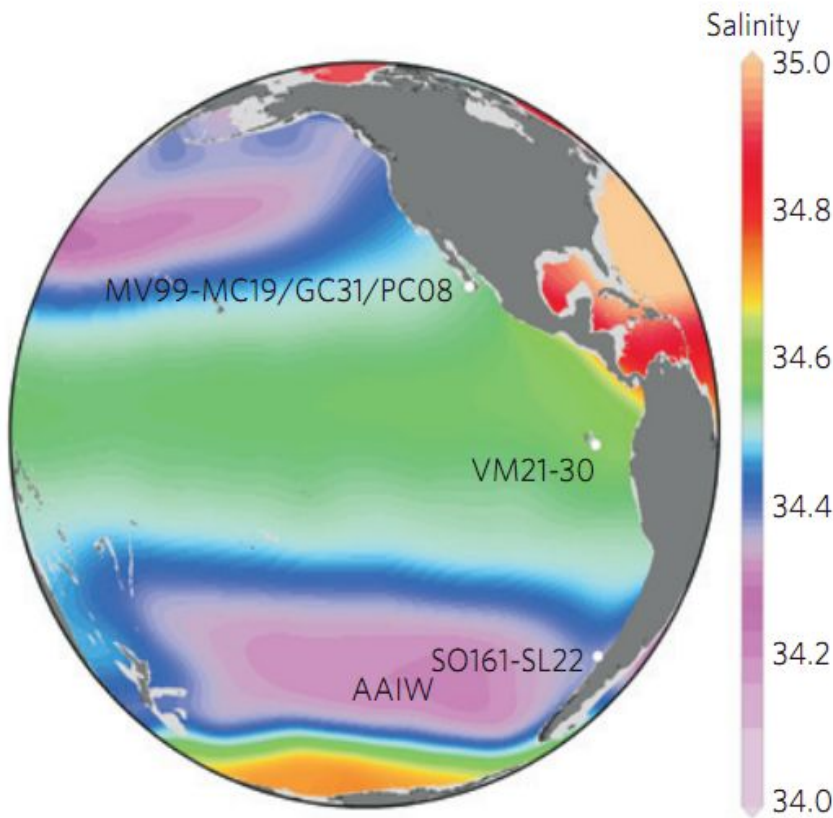 Salinity
35.0
34.8
MV99-MC19/GC31/PC08
34.6
VM21-30
34.4
SO161-SL22
34.2
AAIW
34.0